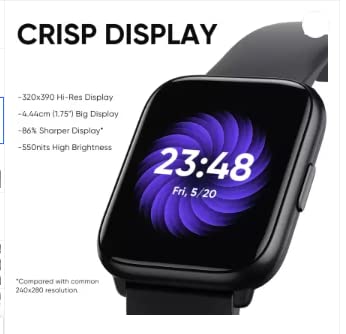 CRISP DISPLAY
-320x390 Hi-Res Display
-4.44cm (1.75") Big Display
-86% Sharper Display*
-550nits High Brightness
23:48
Fri, 5/20
*Compared with common
240x280 resolution.